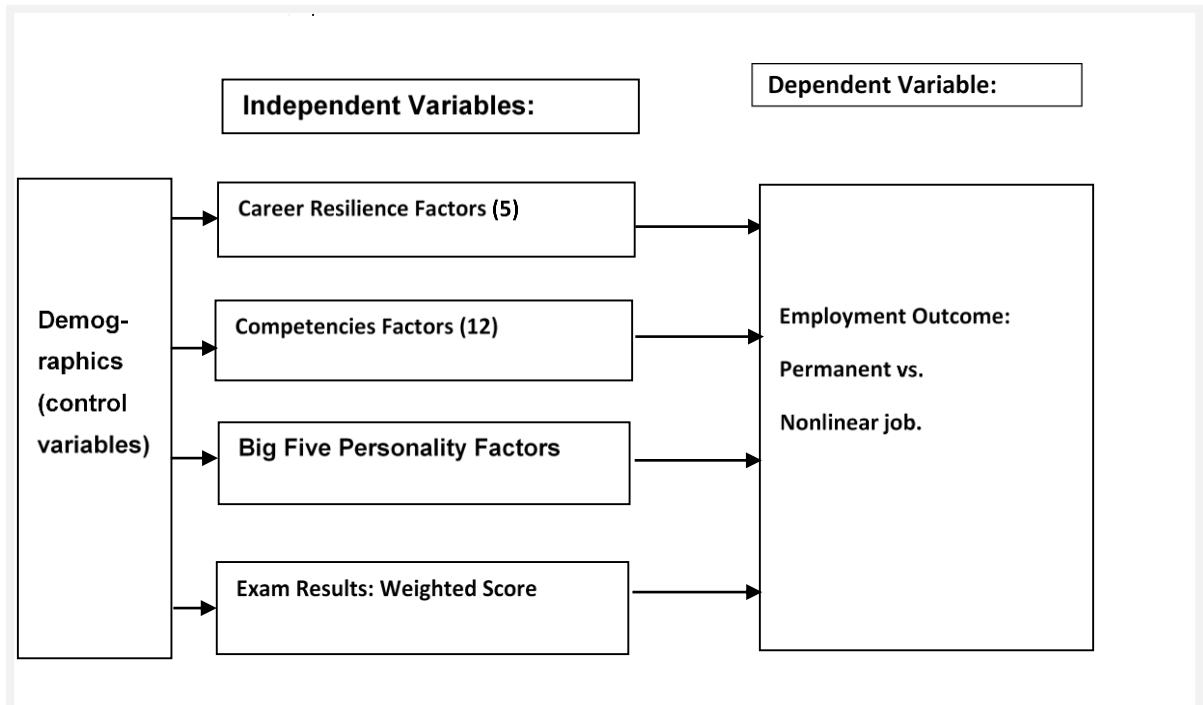 Independent Variables:
Dependent Variable:
Demog-
raphics
(control
variables)
Career Resilience Factors (5)
Competencies Factors (12)
Big Five Personality Factors
Exam Results: Weighted Score
Employment Outcome:
Permanent vs.
Nonlinear job.